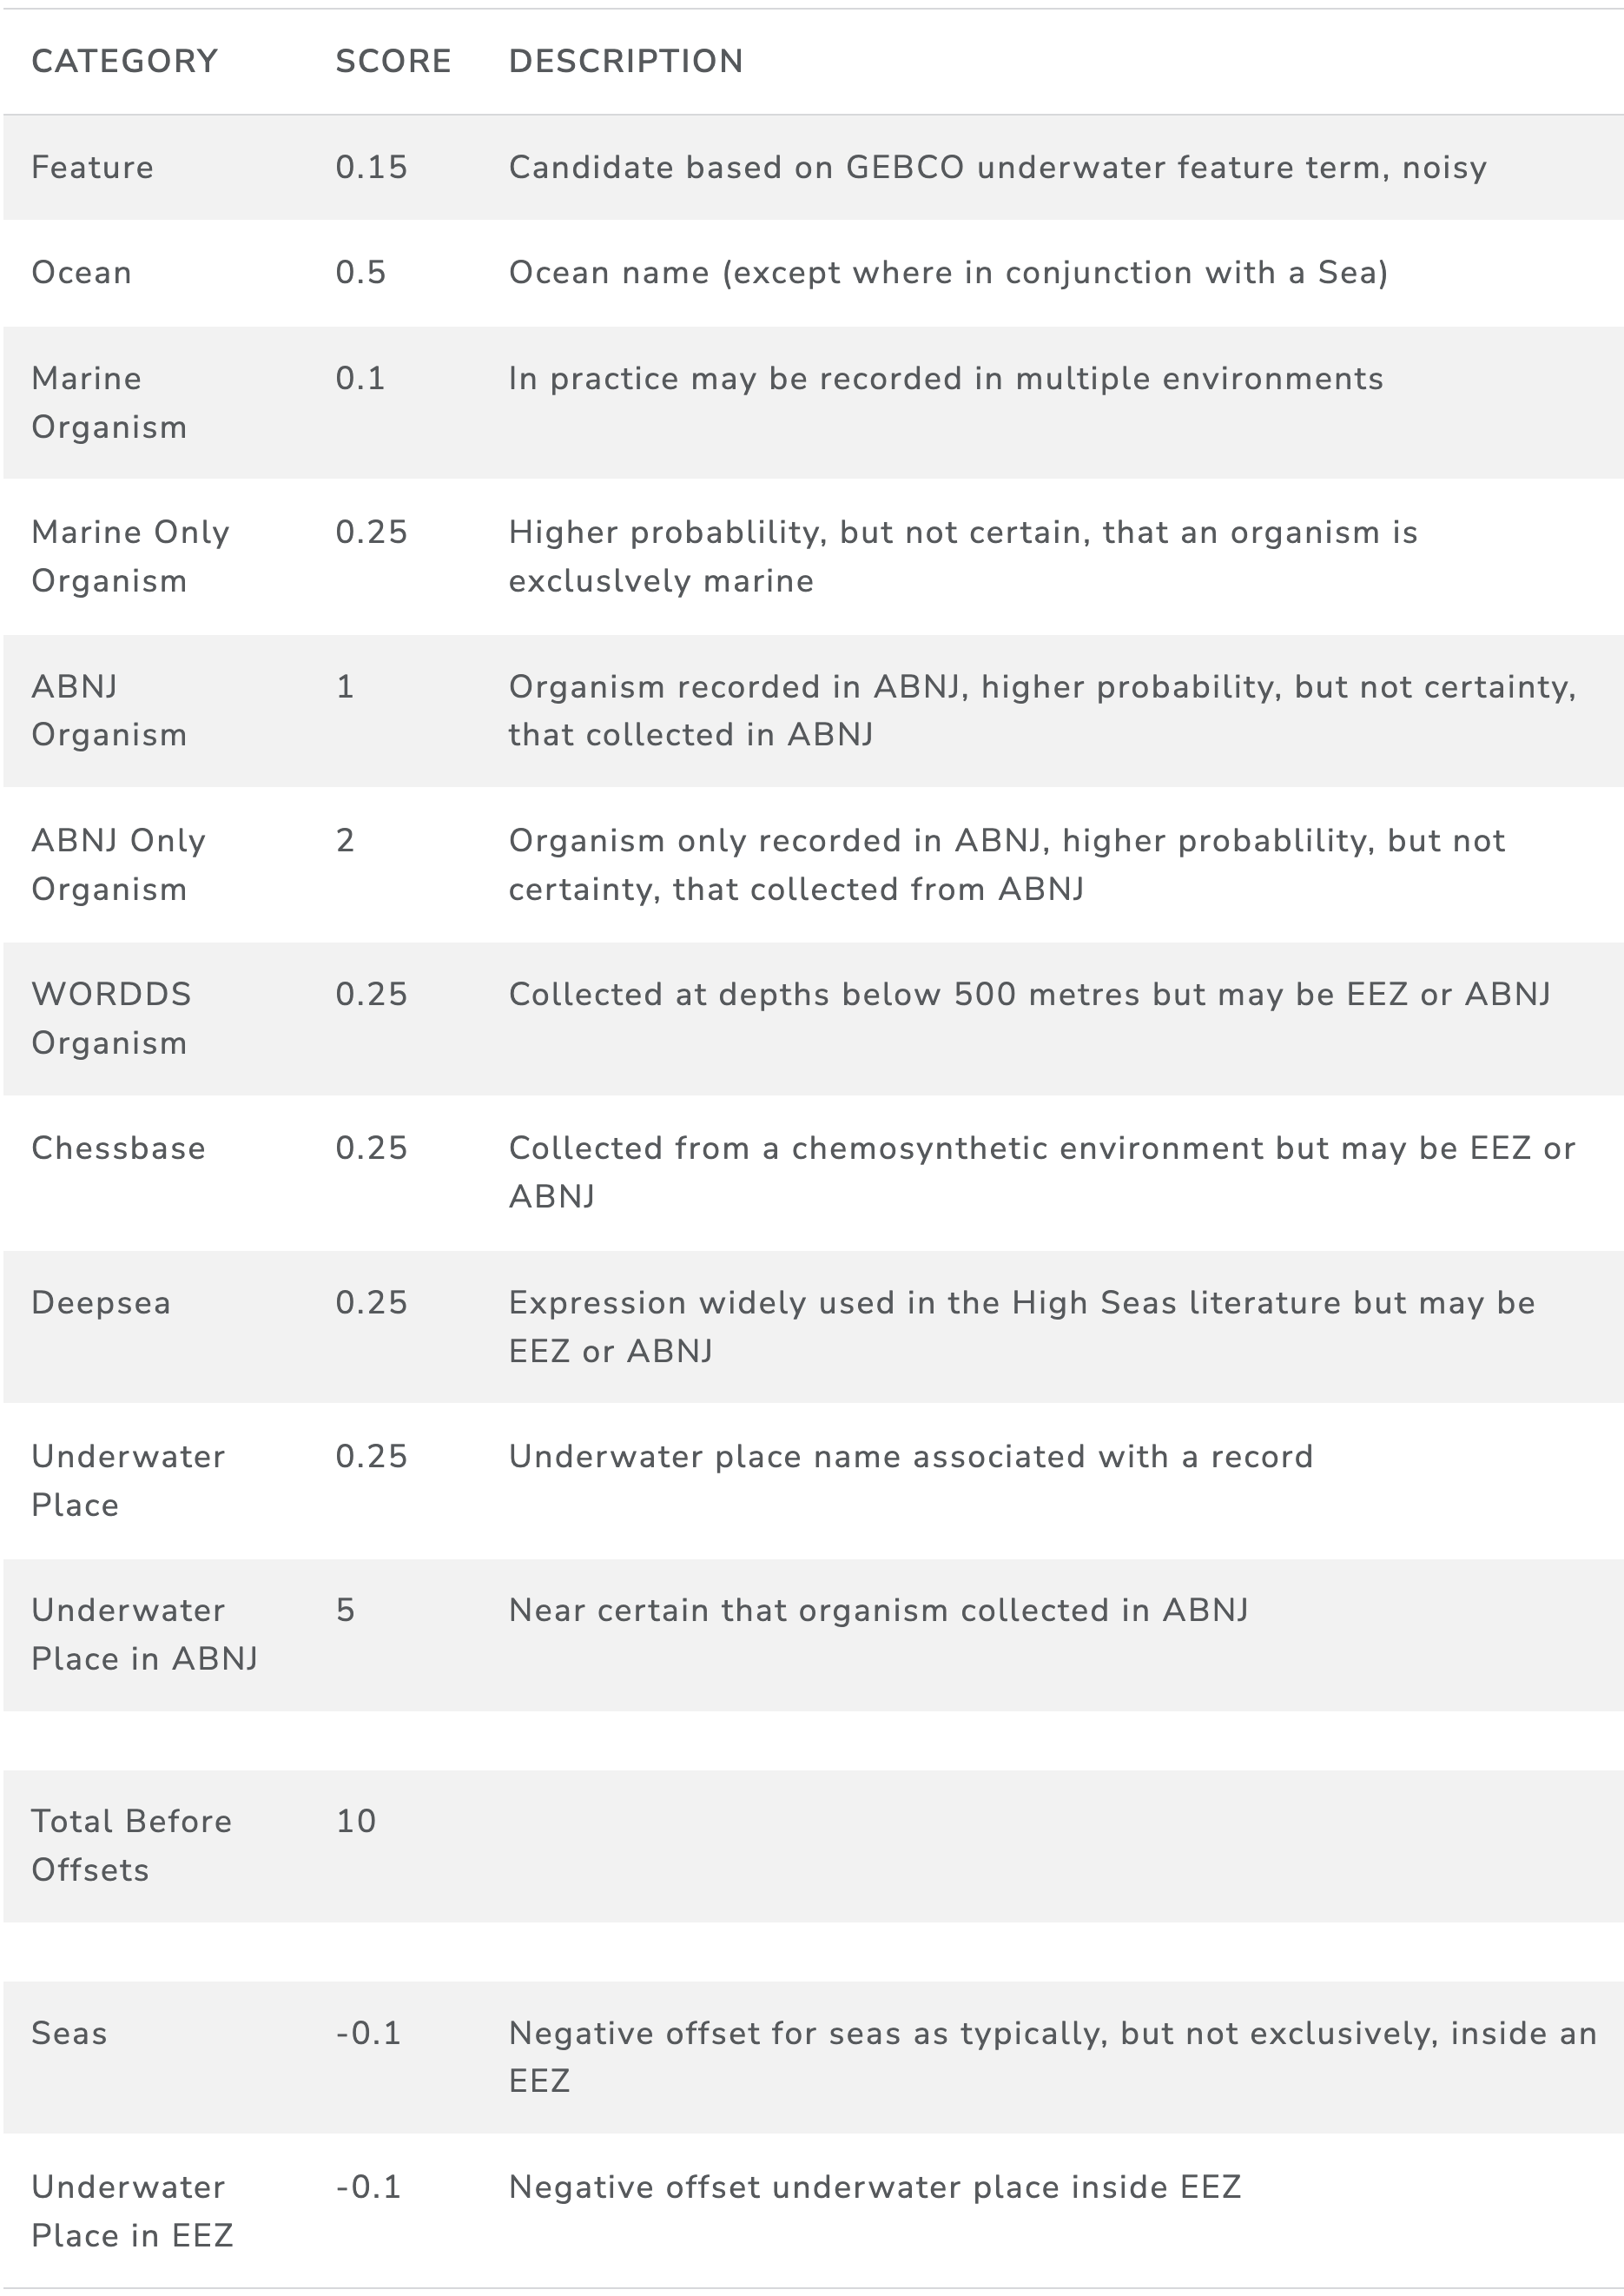 CATEGORY SCORE DESCRIPTION
Feature 0.15 Candidate based on GEBCO underwater feature term, noisy
Ocean 0.5 Ocean name (except where in conjunction with a Sea)
Marine 0.1 In practice may be recorded in multiple environments
Organism
Marine Only 0.25 Higher probablility, but not certain, that an organism is
Organism excluslvely marine
ABNJ 1 Organism recorded in ABNJ, higher probability, but not certainty,
Organism that collected in ABNJ
ABNJ Only 2 Organism only recorded in ABNJ, higher probablility, but not
Organism certainty, that collected from ABNJ
WORDDS 0.25 Collected at depths below 500 metres but may be EEZ or ABNJ
Organism
Chessbase 0.25 Collected from a chemosynthetic environment but may be EEZ or
ABNJ
Deepsea 0.25 Expression widely used in the High Seas literature but may be
EEZ or ABNJ
Underwater 0.25 Underwater place name associated with a record
Place
Underwater 5 Near certain that organism collected in ABNJ
Place in ABNJ
Total Before 10
Offsets
Seas -0.1 Negative offset for seas as typically, but not exclusively, inside an
EEZ
Underwater -0.1 Negative offset underwater place inside EEZ
Place in EEZ